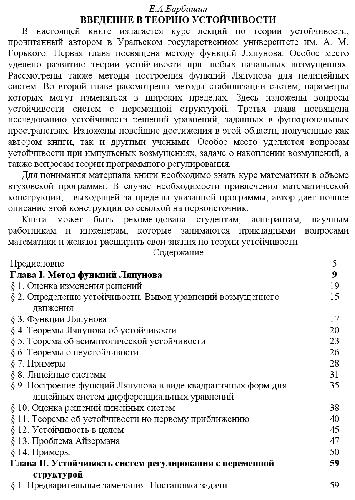 Е.А.Барбашин
ВВЕДЕНИЕ В ТЕОРИЮ УСТОЙЧИВОСТИ
В настоящей книге излагается курс лекций по теории устойчивости,
прочитанный автором в Уральском государственном университете им. А. М.
Горького. Первая глава посвящена методу функций Ляпунова. Особое место
уделено развитию теории устойчивости при любых начальных возмущениях.
Рассмотрены также методы построения функций Ляпунова для нелинейных
систем. Во второй главе рассмотрены методы стабилизации систем, параметры
которых могут изменяться в широких пределах. Здесь изложены вопросы
устойчивости систем с переменной структурой. Третья глава посвящена
исследованию устойчивости решений уравнений, заданных в функциональных
пространствах. Изложены новейшие достижения в этой области, полученные как
автором книги, так и другими учеными. Особое место уделяется вопросам
устойчивости при импульсных возмущениях, задаче о накоплении возмущений, а
также вопросам теории программного регулирования.
Для понимания материала книги необходимо знать курс математики в объеме
втузовской программы. В случае необходимости привлечения математической
конструкции, выходящей за пределы указанной программы, автор дает полное
описание этой конструкции со ссылкой на первоисточник.
Книга может быть рекомендована студентам, аспирантам, научным
работникам и инженерам, которые занимаются прикладными вопросами
математики и желают расширить свои знания по теории устойчивости.
Содержание
Предисловие 5
Глава I. Метод функций Ляпунова 9
§ 1. Оценка изменения решений 19
§ 2. Определение устойчивости. Вывод уравнений возмущенного 15
движения
§ 3. Функции Ляпунова 17
§ 4. Теоремы Ляпунова об устойчивости 20
§ 5. Теорема об асимптотической устойчивости 23
§ 6. Теоремы о неустойчивости 26
§ 7. Примеры 28
§ 8. Линейные системы 31
§ 9. Построение функций Ляпунова в виде квадратичных форм для 35
линейных систем дифференциальных уравнений
§ 10. Оценка решений линейных систем 38
§ 11. Теоремы об устойчивости по первому приближению 40
§ 12. Устойчивость в целом 45
§ 13. Проблема Айзермана 47
§ 14. Примеры 50
Глава II. Устойчивость систем регулирования с переменной 59
структурой
§ 1. Предварительные замечания. Постановка задачи 59